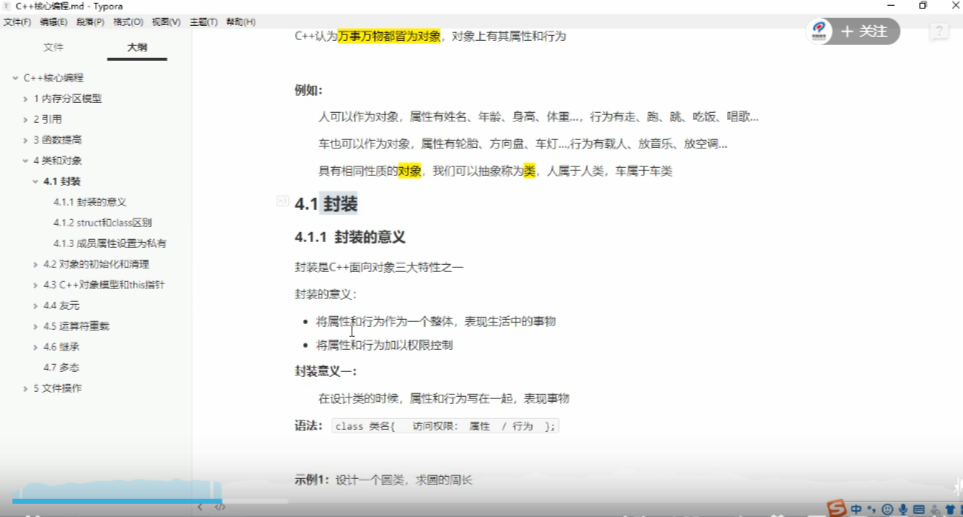 C++核心编程.md - Typora
文件(F) 编辑(E) 段落(P) 格式(O) 视图(V) 主题(T) 帮助(H)
文件 大纲
C++核心编程
1 内存分区模型
2 引用
3 函数提高
4 类和对象
4.1 封装
4.1.1 封装的意义
4.1.2 struct和class区别
4.1.3 成员属性设置为私有
4.2 对象的初始化和清理
4.3 C++对象模型和this指针
4.4 友元
4.5 运算符重载
4.6 继承
4.7 多态
5 文件操作
+ 关注
C++认为万事万物都皆为对象，对象上有其属性和行为
例如：
人可以作为对象，属性有姓名、年龄、身高、体重...，行为有走、跑、跳、吃饭、唱歌...
车也可以作为对象，属性有轮胎、方向盘、车灯...,行为有载人、放音乐、放空调...
具有相同性质的对象，我们可以抽象称为类，人属于人类，车属于车类
4.1 封装
4.1.1 封装的意义
封装是C++面向对象三大特性之一
封装的意义：
• 将属性和行为作为一个整体，表现生活中的事物
• 将属性和行为加以权限控制
封装意义一：
在设计类的时候，属性和行为写在一起，表现事物
语法： class 类名{ 访问权限： 属性 / 行为 };
示例1：设计一个圆类，求圆的周长
中